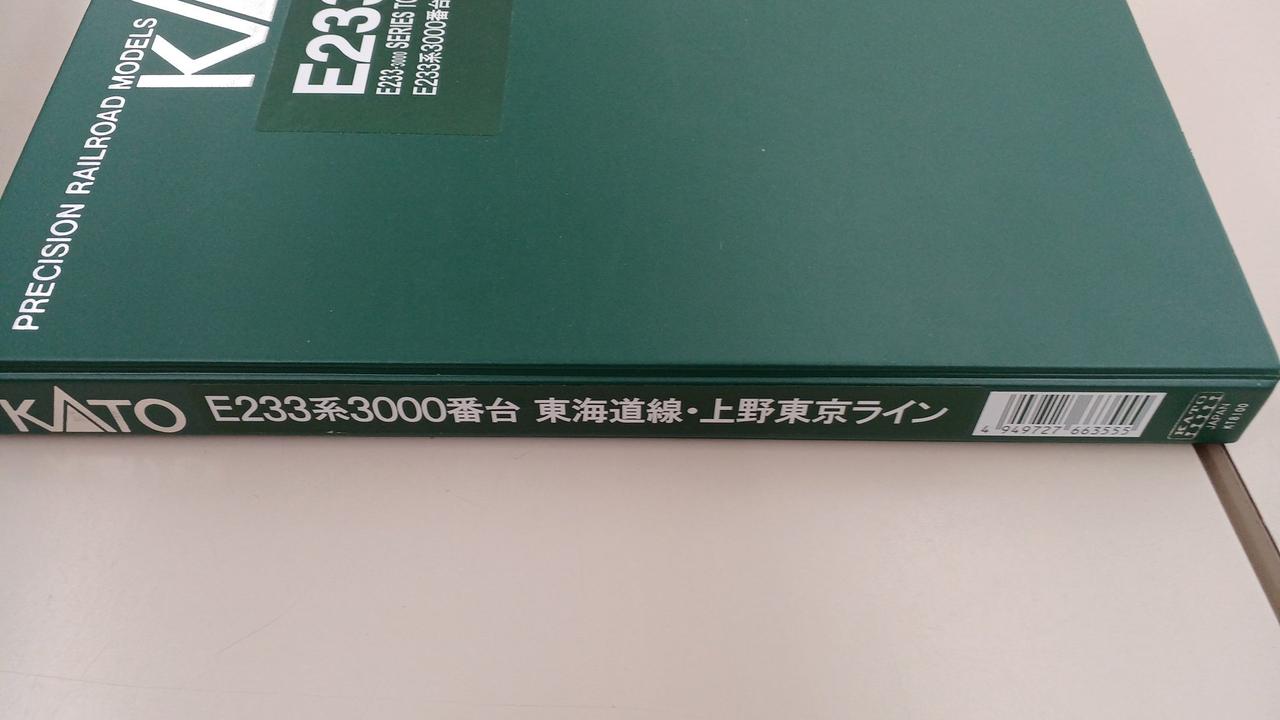 PRECISION RAILROAD MODELS
E233
E233-3000 SERIES TO
E233系3000番台
KATO
E233系3000番台 東海道線・上野東京ライン
4 949727 663555
KATO
JAPAN